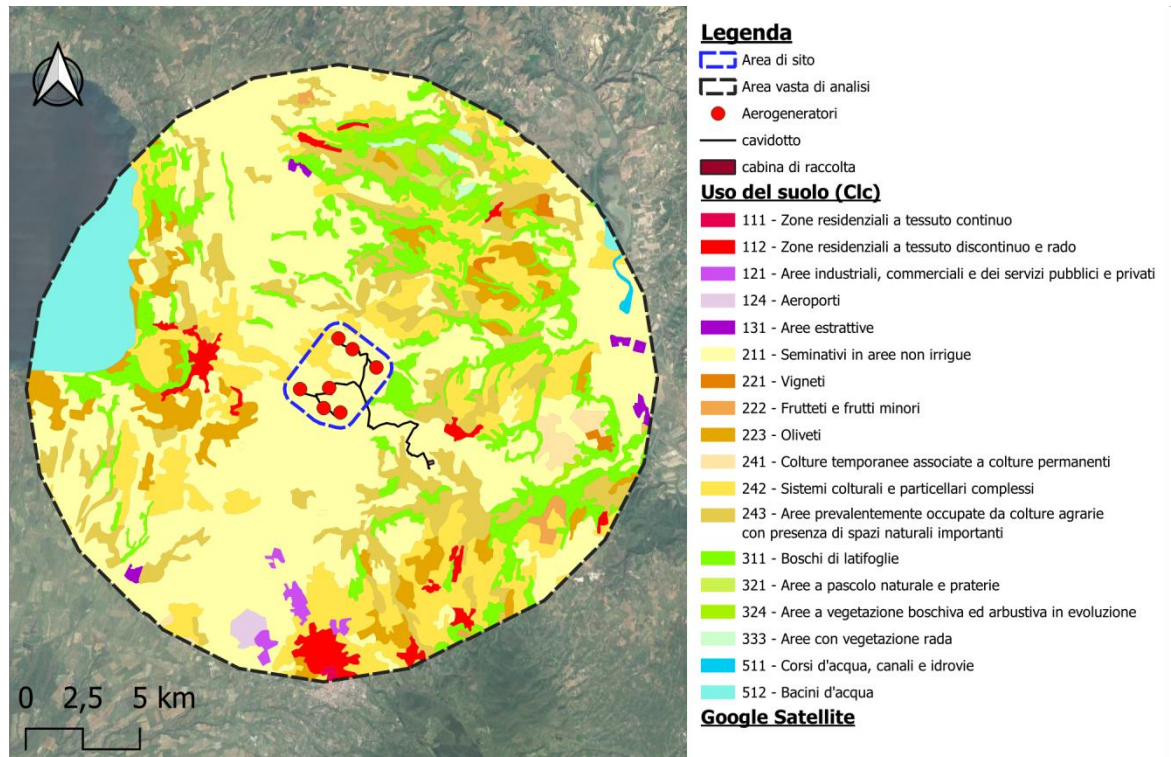 Legenda
Area di sito
Area vasta di analisi
Aerogeneratori
cavidotto
cabina di raccolta
Uso del suolo (Clc)
111 - Zone residenziali a tessuto continuo
112 - Zone residenziali a tessuto discontinuo e rado
121 - Aree industriali, commerciali e dei servizi pubblici e privati
124 - Aeroporti
131 - Aree estrattive
211 - Seminativi in aree non irrigue
221 - Vigneti
222 - Frutteti e frutti minori
223 - Oliveti
241 - Colture temporanee associate a colture permanenti
242 - Sistemi colturali e particellari complessi
243 - Aree prevalentemente occupate da colture agrarie
con presenza di spazi naturali importanti
311 - Boschi di latifoglie
321 - Aree a pascolo naturale e praterie
324 - Aree a vegetazione boschiva ed arbustiva in evoluzione
333 - Aree con vegetazione rada
511 - Corsi d'acqua, canali e idrovie
512 - Bacini d'acqua
Google Satellite
0 2,5 5 km